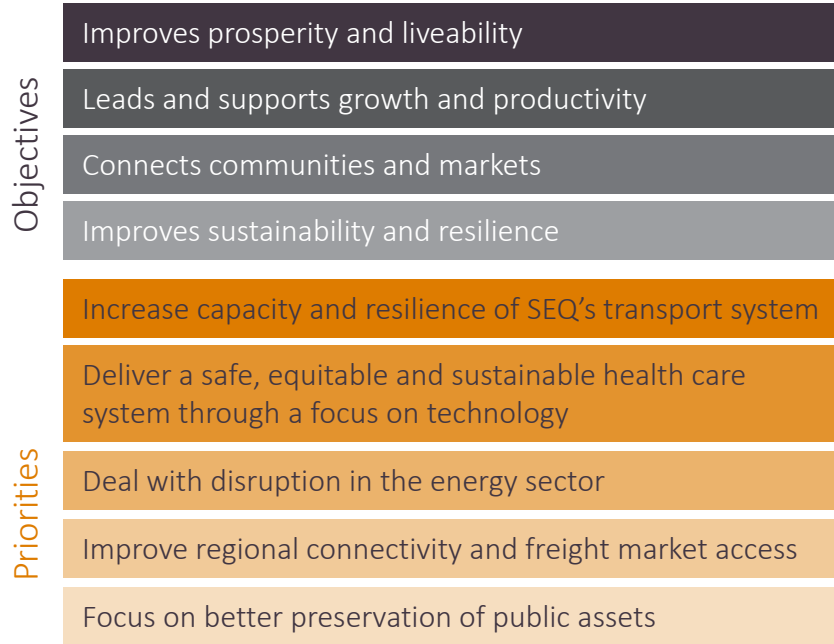 Objectives
Improves prosperity and liveability
Leads and supports growth and productivity
Connects communities and markets
Improves sustainability and resilience
Priorities
Increase capacity and resilience of SEQ’s transport system
Deliver a safe, equitable and sustainable health care
system through a focus on technology
Deal with disruption in the energy sector
Improve regional connectivity and freight market access
Focus on better preservation of public assets